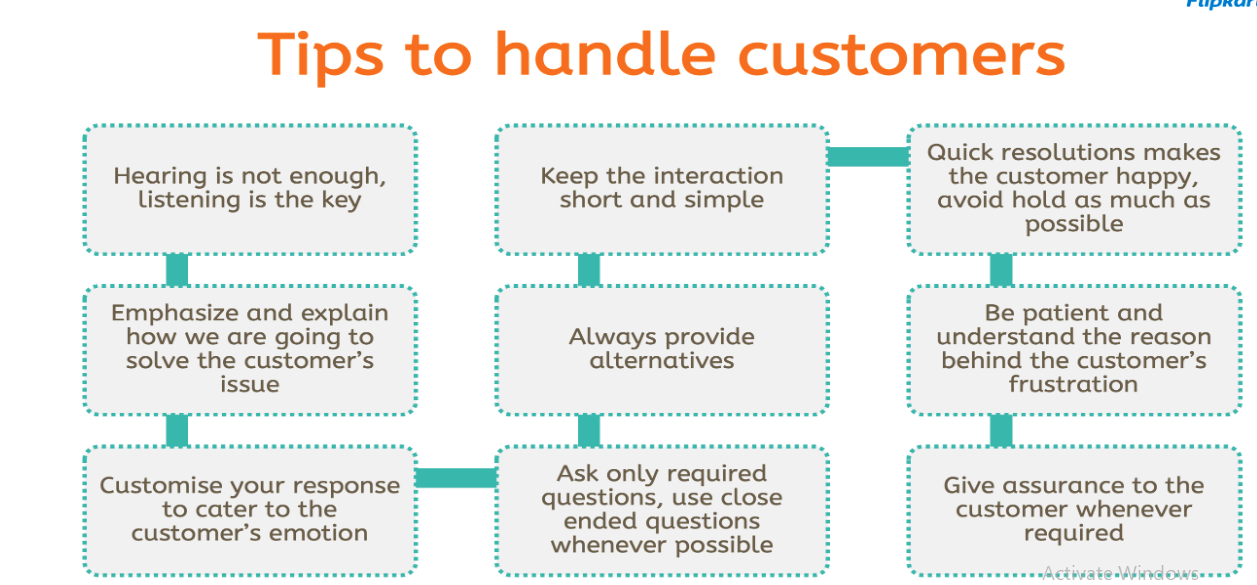 Flipkart
Tips to handle customers
Hearing is not enough,
listening is the key
Emphasize and explain
how we are going to
solve the customer's
issue
Customise your response
to cater to the
customer's emotion
Ask only required
questions, use close
ended questions
whenever possible
Always provide
alternatives
Keep the interaction
short and simple
Quick resolutions makes
the customer happy,
avoid hold as much as
possible
Be patient and
understand the reason
behind the customer's
frustration
Give assurance to the
customer whenever
required
Activate Windows